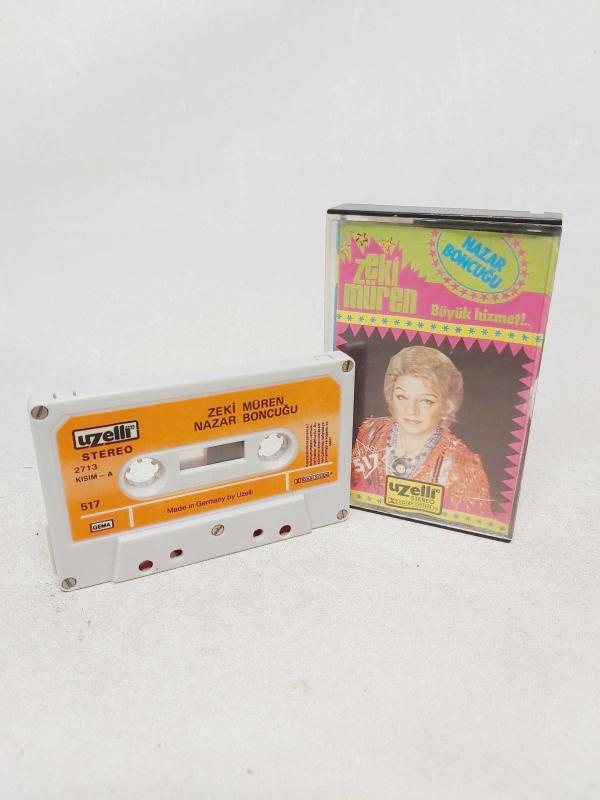 uzelli
STEREO
2713
KISIM – A
517
GEMA
ZEKİ MÜREN
NAZAR BONCUĞU
Made in Germany by Uzelli
zeki
müren
NAZAR
BONCUĞU
Büyük hizmet!..
517
uzelli
STEREO